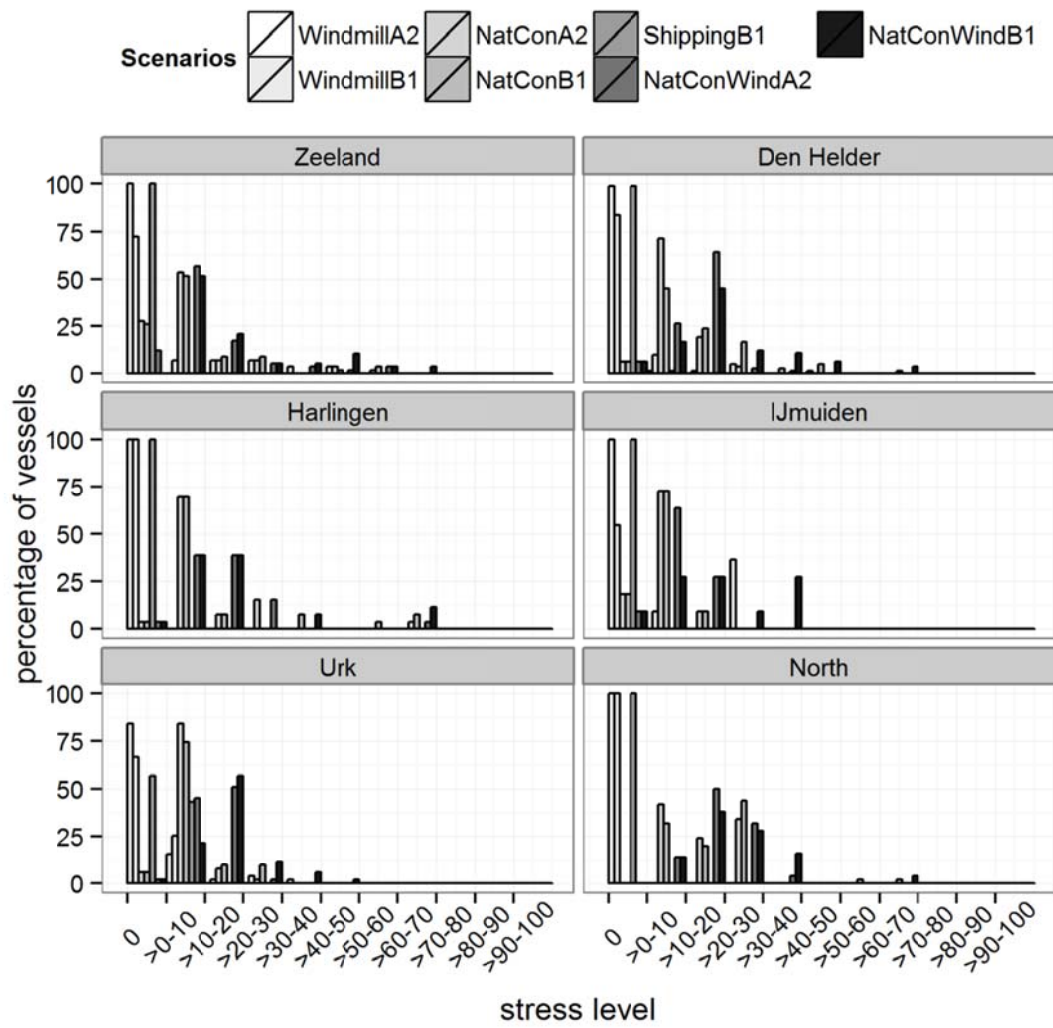 Scenarios
WindmillA2 NatConA2 ShippingB1 NatConWindB1
WindmillB1 NatConB1 NatConWindA2
Zeeland Den Helder
100
75
50
25
0
Harlingen IJmuiden
100
75
50
25
0
Urk North
100
75
50
25
0
percentage of vessels
0 >0-10 >10-20 >20-30 >30-40 >40-50 >50-60 >60-70 >70-80 >80-90 >90-100
0 >0-10 >10-20 >20-30 >30-40 >40-50 >50-60 >60-70 >70-80 >80-90 >90-100
stress level